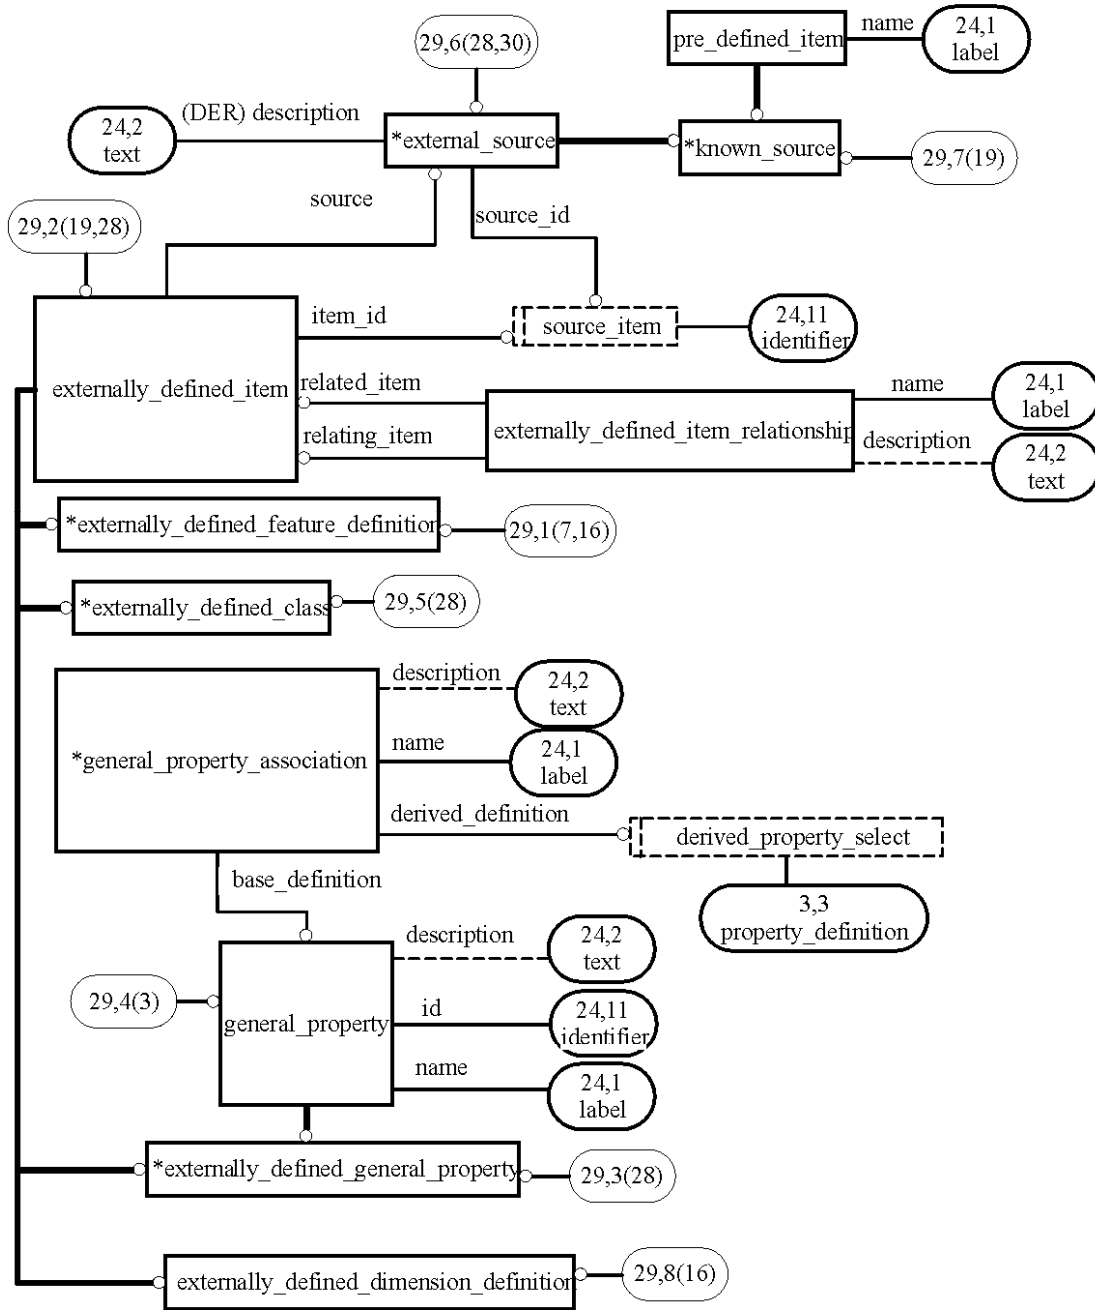 29,6(28,30)
pre_defined_item
name
24,1
label
(DER) description
24,2
text
*external_source
*known_source
29,7(19)
source
source_id
29,2(19,28)
item_id
source_item
24,11
identifier
externally_defined_item
related_item
relating_item
externally_defined_item_relationship
name
24,1
label
description
24,2
text
*externally_defined_feature_definition
29,1(7,16)
*externally_defined_class
29,5(28)
*general_property_association
description
24,2
text
name
24,1
label
derived_definition
derived_property_select
3,3
property_definition
base_definition
general_property
29,4(3)
description
24,2
text
id
24,11
identifier
name
24,1
label
*externally_defined_general_property
29,3(28)
externally_defined_dimension_definition
29,8(16)